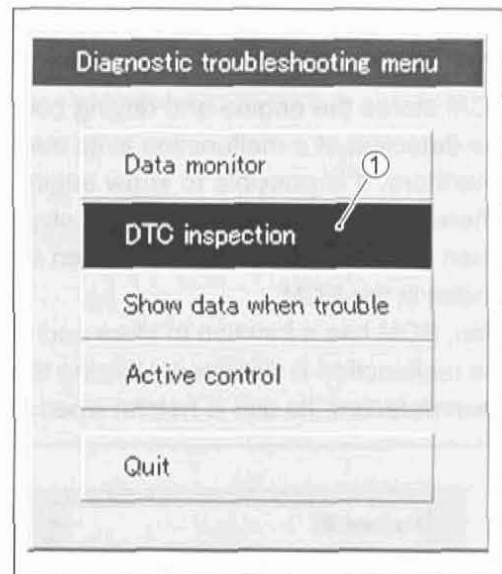 Diagnostic troubleshooting menu
Data monitor
①
DTC inspection
Show data when trouble
Active control
Quit